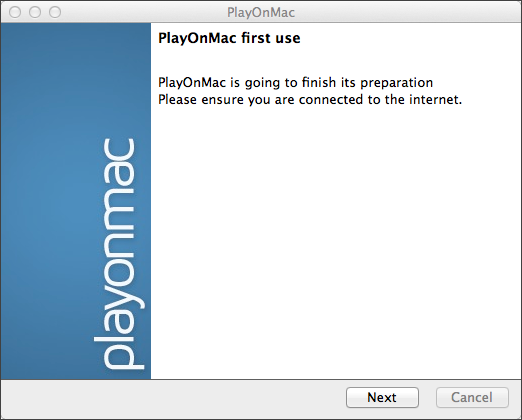 PlayOnMac
PlayOnMac first use
PlayOnMac is going to finish its preparation
Please ensure you are connected to the internet.
playonmac
Next
Cancel